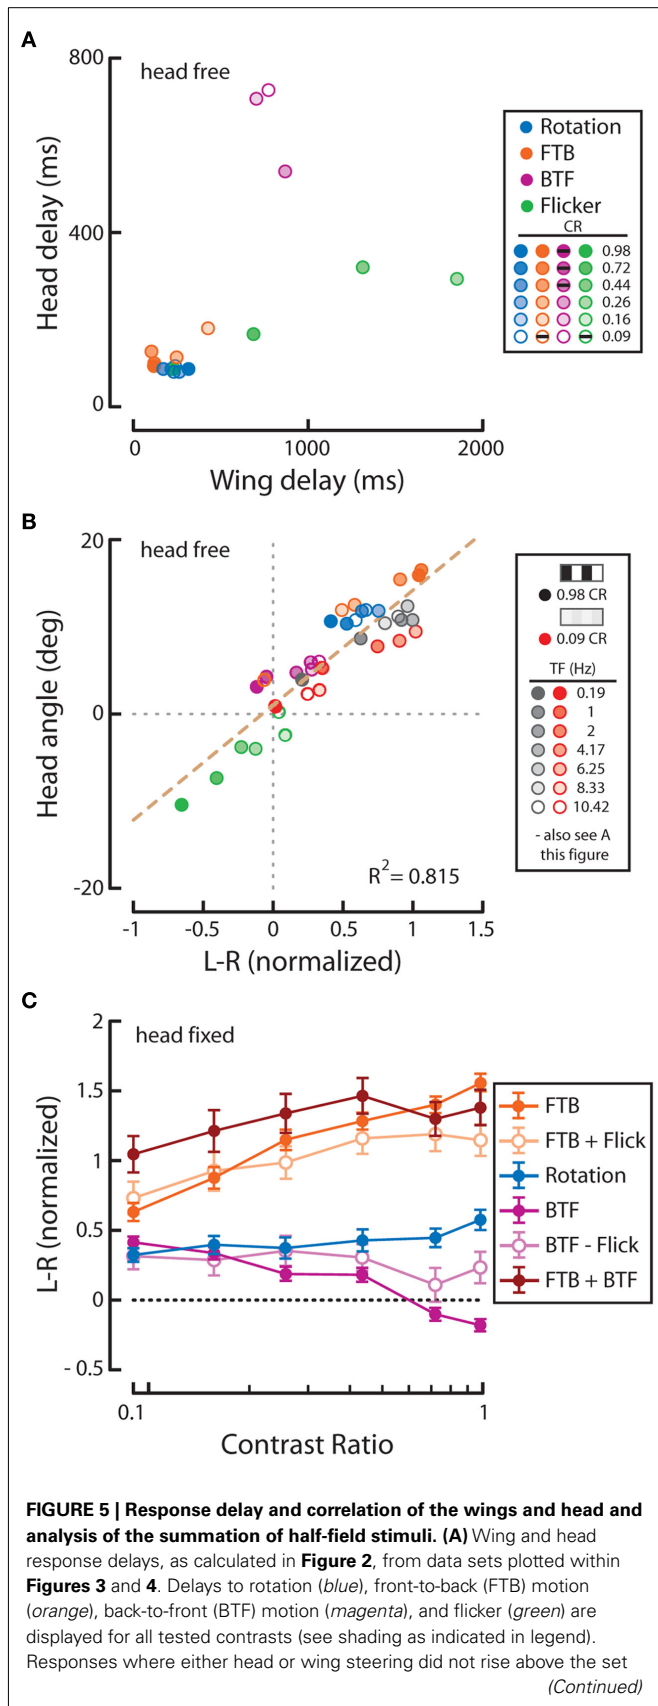 A
head free
800
400
0
Head delay (ms)
0
1000
2000
Wing delay (ms)
Rotation
FTB
BTF
Flicker
CR
0.98
0.72
0.44
0.26
0.16
0.09
B
head free
20
0
-20
Head angle (deg)
R2= 0.815
-1
-0.5
0
0.5
1
1.5
L-R (normalized)
0.98 CR
0.09 CR
TF (Hz)
0.19
1
2
4.17
6.25
8.33
10.42
- also see A
this figure
C
head fixed
2
1.5
1
0.5
0
- 0.5
L-R (normalized)
0.1
1
Contrast Ratio
FTB
FTB + Flick
Rotation
BTF
BTF - Flick
FTB + BTF
FIGURE 5 | Response delay and correlation of the wings and head and
analysis of the summation of half-field stimuli. (A) Wing and head
response delays, as calculated in Figure 2, from data sets plotted within
Figures 3 and 4. Delays to rotation (blue), front-to-back (FTB) motion
(orange), back-to-front (BTF) motion (magenta), and flicker (green) are
displayed for all tested contrasts (see shading as indicated in legend).
Responses where either head or wing steering did not rise above the set
(Continued)